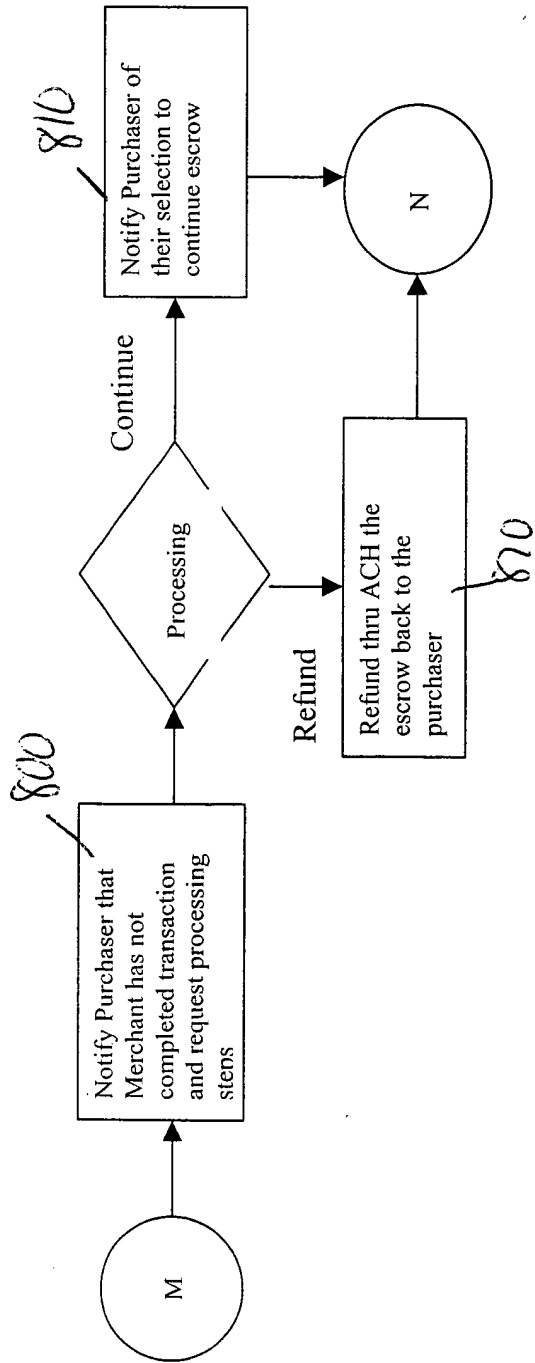 M
800
Notify Purchaser that
Merchant has not
completed transaction
and request processing
steps
Processing
Continue
Refund
810
Notify Purchaser of
their selection to
continue escrow
Refund thru ACH the
escrow back to the
purchaser
820
N